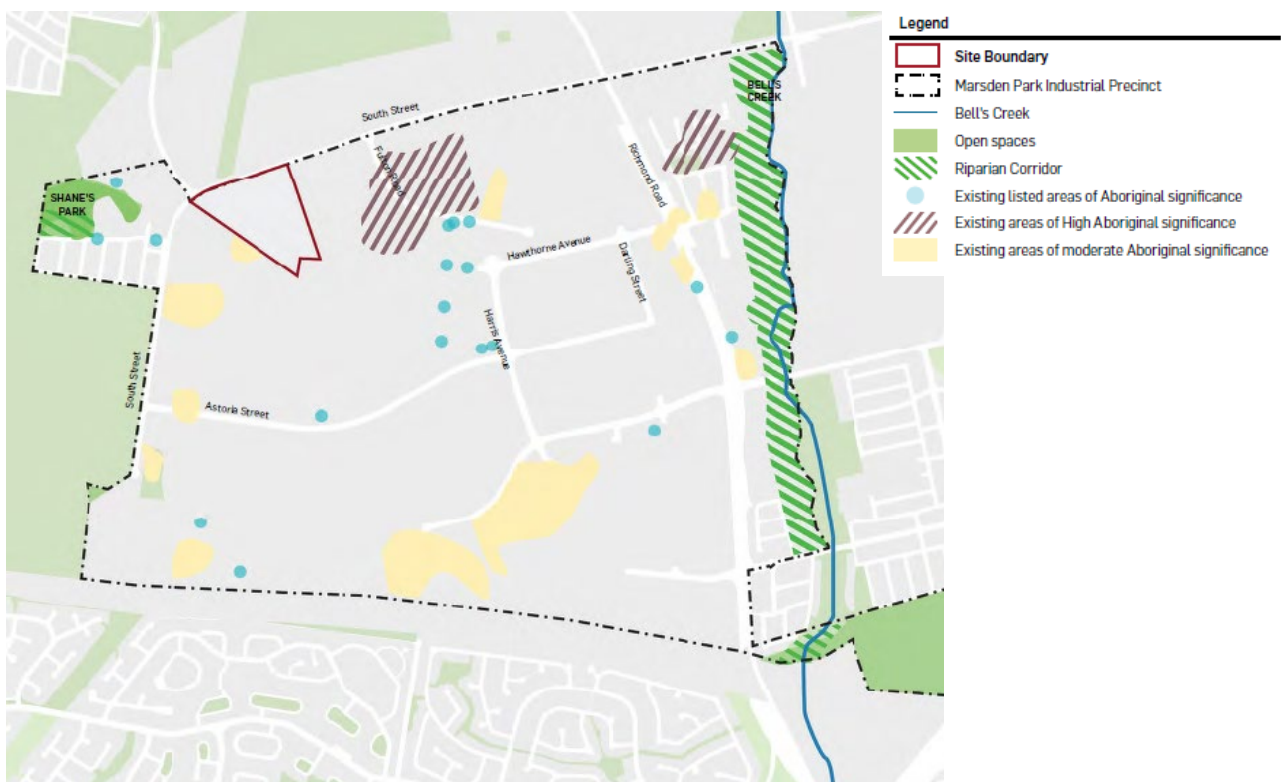 Legend
Site Boundary
Marsden Park Industrial Precinct
Bell's Creek
Open spaces
Riparian Corridor
Existing listed areas of Aboriginal significance
Existing areas of High Aboriginal significance
Existing areas of moderate Aboriginal significance
BELL'S
CREEK
South Street
Fulton Road
Richmond Road
SHANE'S
PARK
Hawthorne Avenue
Darling Street
Harris Avenue
South Street
Astoria Street